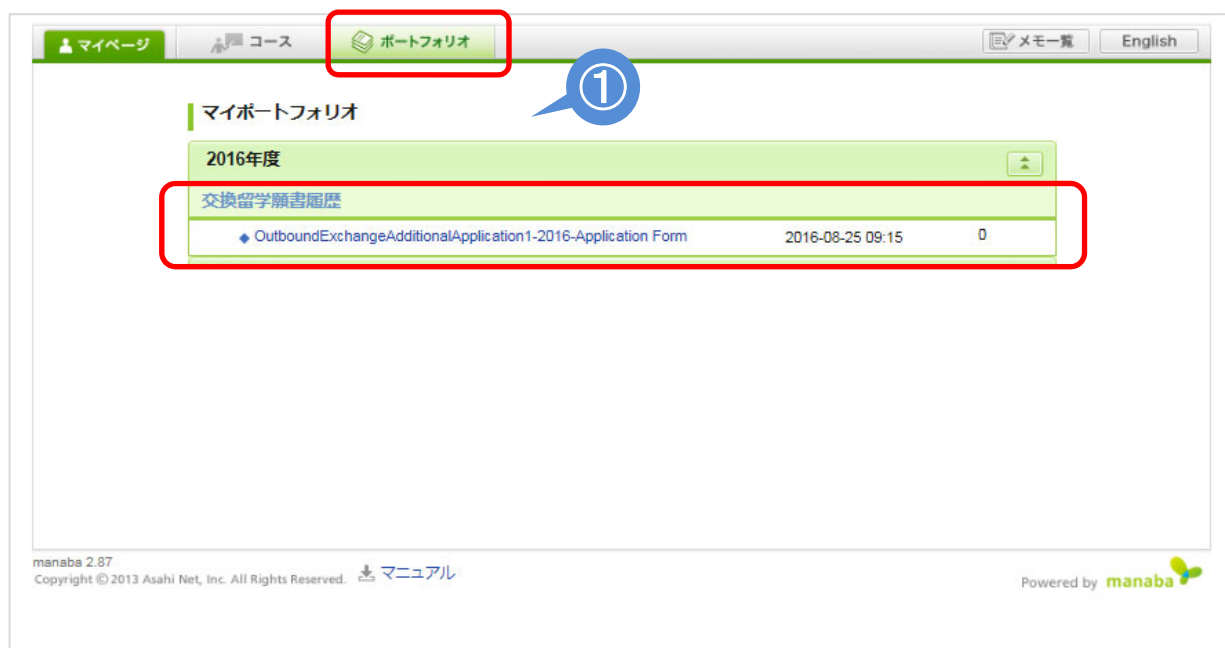 マイページ コース ポートフォリオ メモ一覧 English
①
マイポートフォリオ
2016年度
交換留学願書履歴
◆ OutboundExchangeAdditionalApplication1-2016-Application Form 2016-08-25 09:15 0
manaba 2.87
Copyright © 2013 Asahi Net, Inc. All Rights Reserved. マニュアル
Powered by manaba